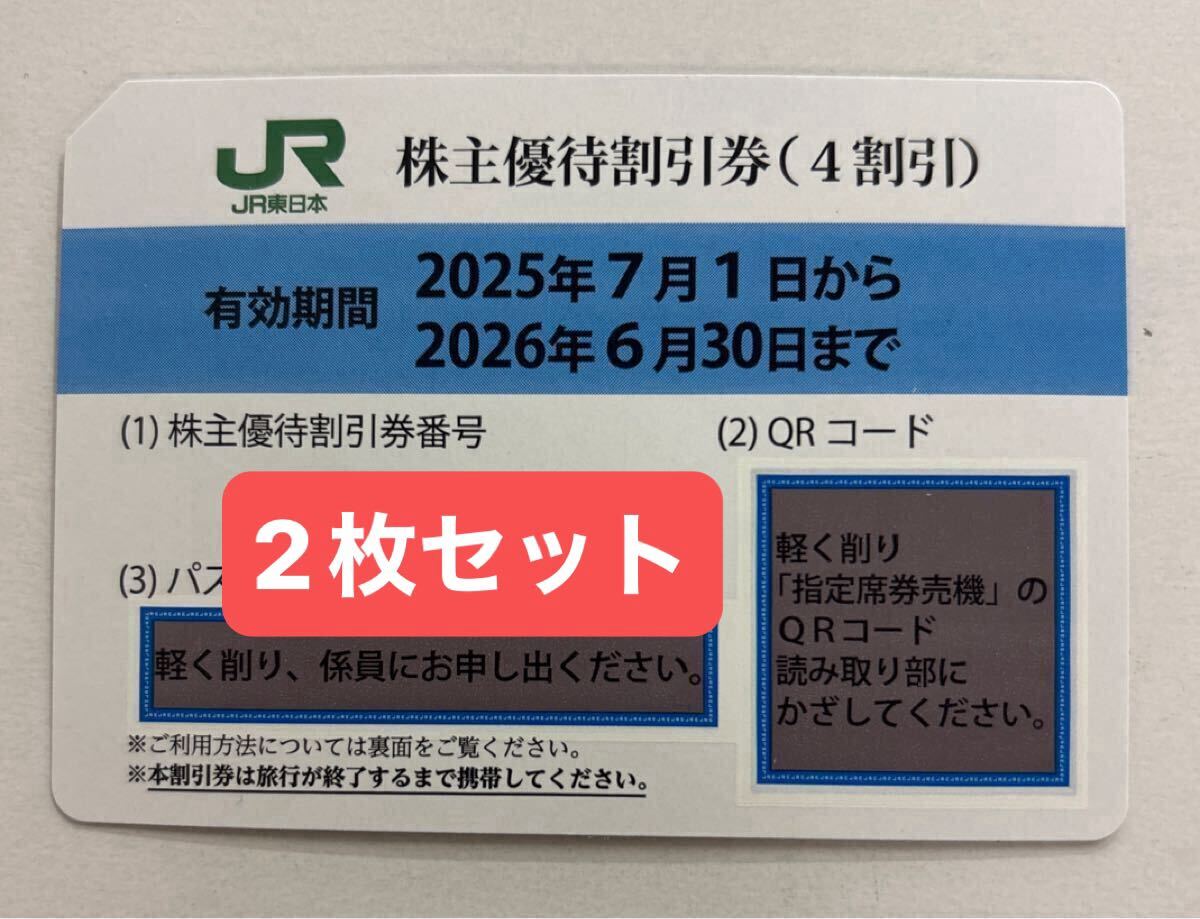 JR
JR東日本
株主優待割引券(4割引)
有効期間
2025年7月1日から
2026年6月30日まで
(1) 株主優待割引券番号
(2) QRコード
2枚セット
(3) パス
軽く削り、係員にお申し出ください。
軽く削り
「指定席券売機」の
QRコード
読み取り部に
かざしてください。
※ご利用方法については裏面をご覧ください。
※本割引券は旅行が終了するまで携帯してください。